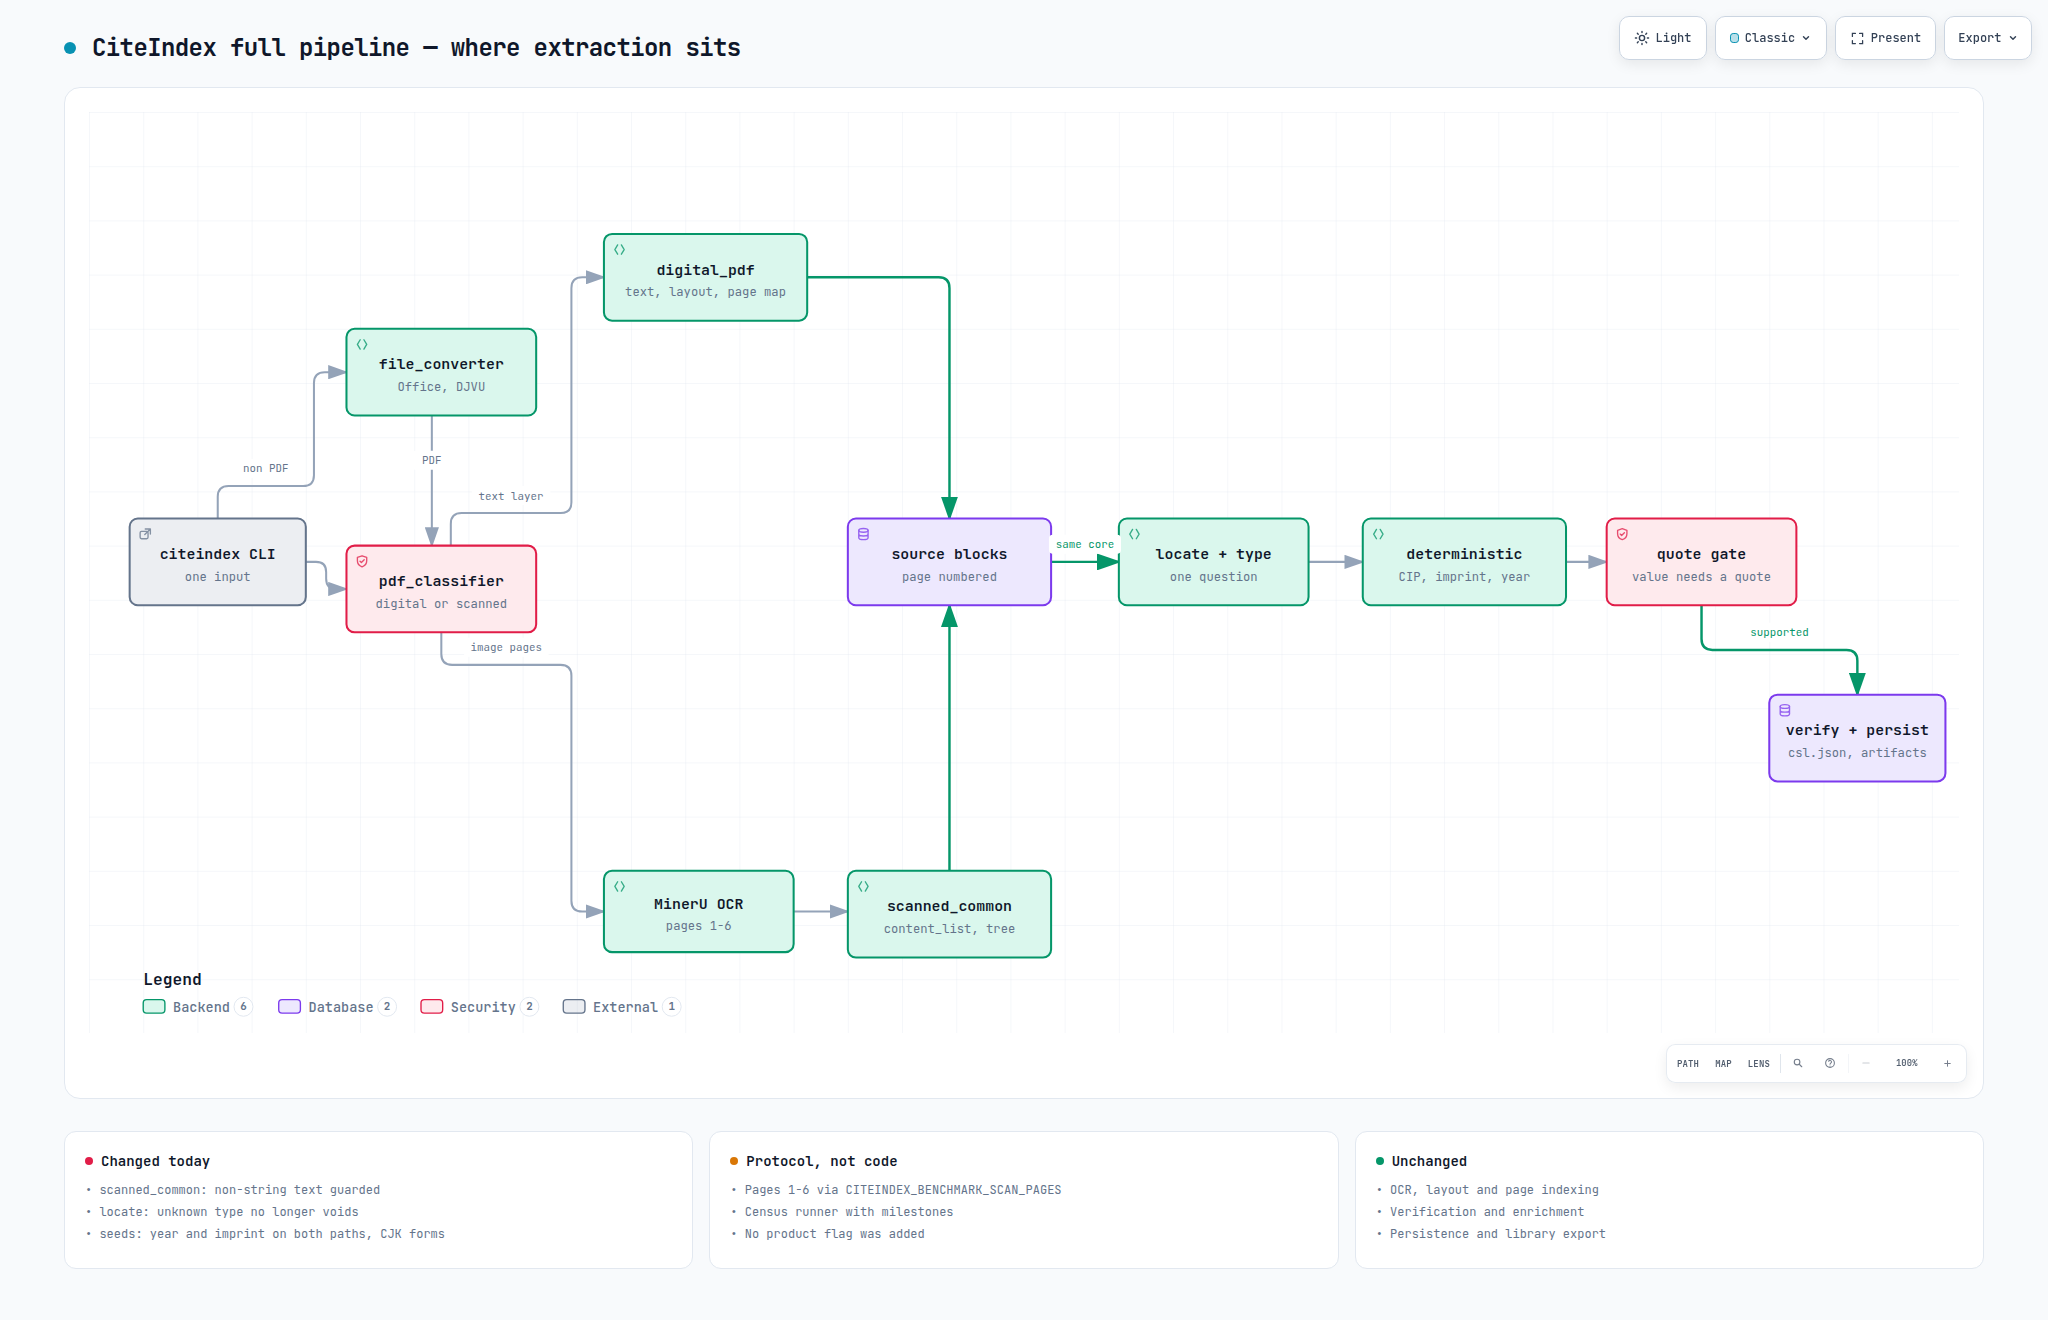 CiteIndex full pipeline — where extraction sits
Light
Classic
Present
Export
digital_pdf
text, layout, page map
file_converter
Office, DJVU
non PDF
PDF
text layer
citeindex CLI
one input
pdf_classifier
digital or scanned
image pages
source blocks
page numbered
same core
locate + type
one question
deterministic
CIP, imprint, year
quote gate
value needs a quote
supported
verify + persist
csl.json, artifacts
MinerU OCR
pages 1-6
scanned_common
content_list, tree
Legend
Backend 6
Database 2
Security 2
External 1
PATH MAP LENS − 100% +
Changed today
• scanned_common: non-string text guarded
• locate: unknown type no longer voids
• seeds: year and imprint on both paths, CJK forms
Protocol, not code
• Pages 1-6 via CITEINDEX_BENCHMARK_SCAN_PAGES
• Census runner with milestones
• No product flag was added
Unchanged
• OCR, layout and page indexing
• Verification and enrichment
• Persistence and library export